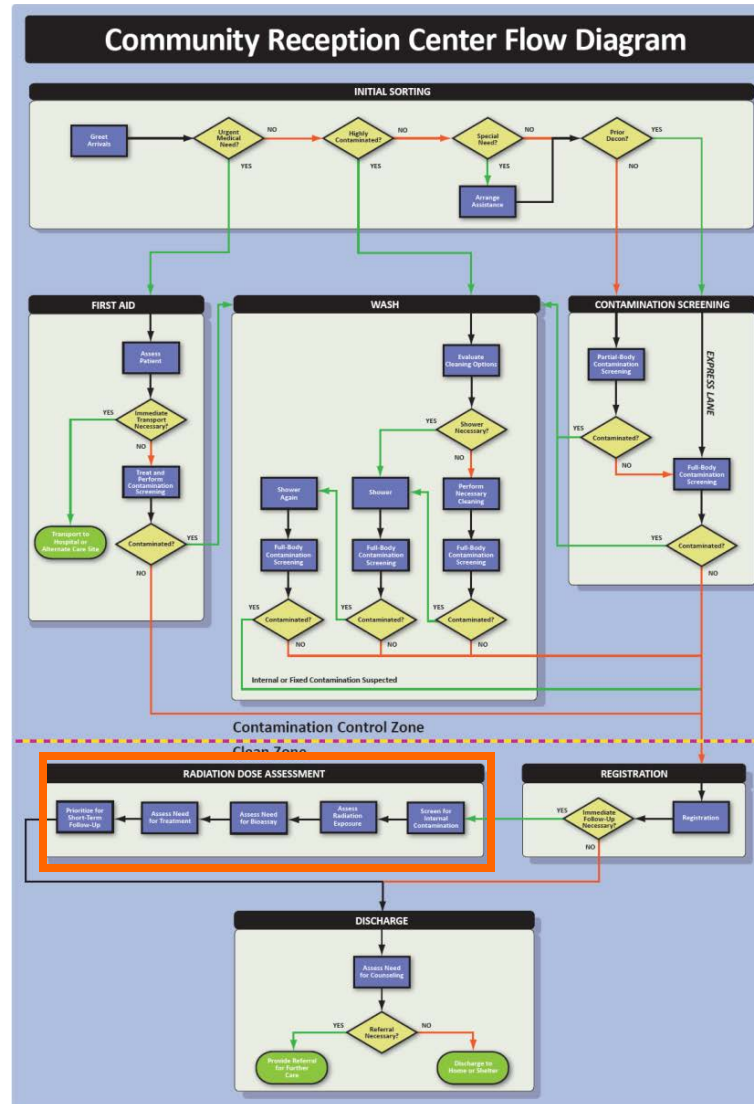 Community Reception Center Flow Diagram
INITIAL SORTING
Greet
Arrivals
Urgent
Medical
Need?
NO
YES
Highly
Contaminated?
NO
YES
Special
Need?
NO
YES
Arrange
Assistance
Prior
Decon?
YES
NO
FIRST AID
Assess
Patient
Immediate
Transport
Necessary?
YES
NO
Treat and
Perform
Contamination
Screening
Transport to
Hospital or
Alternate Care Site
Contaminated?
YES
NO
WASH
Evaluate
Cleaning Options
Shower
Necessary?
YES
NO
Shower
Again
Shower
Perform
Necessary
Cleaning
Full-Body
Contamination
Screening
Full-Body
Contamination
Screening
Full-Body
Contamination
Screening
YES
Contaminated?
NO
YES
Contaminated?
NO
YES
Contaminated?
NO
Internal or Fixed Contamination Suspected
CONTAMINATION SCREENING
Partial-Body
Contamination
Screening
EXPRESS LANE
YES
Contaminated?
NO
Full-Body
Contamination
Screening
YES
Contaminated?
NO
Contamination Control Zone
Clean Zone
RADIATION DOSE ASSESSMENT
Prioritize for
Short-Term
Follow-Up
Assess Need
for Treatment
Assess Need
for Bioassay
Assess
Radiation
Exposure
Screen for
Internal
Contamination
REGISTRATION
YES
Immediate
Follow-Up
Necessary?
NO
Registration
DISCHARGE
Assess Need
for Counseling
YES
Referral
Necessary?
NO
Provide Referral
for Further
Care
Discharge to
Home or Shelter